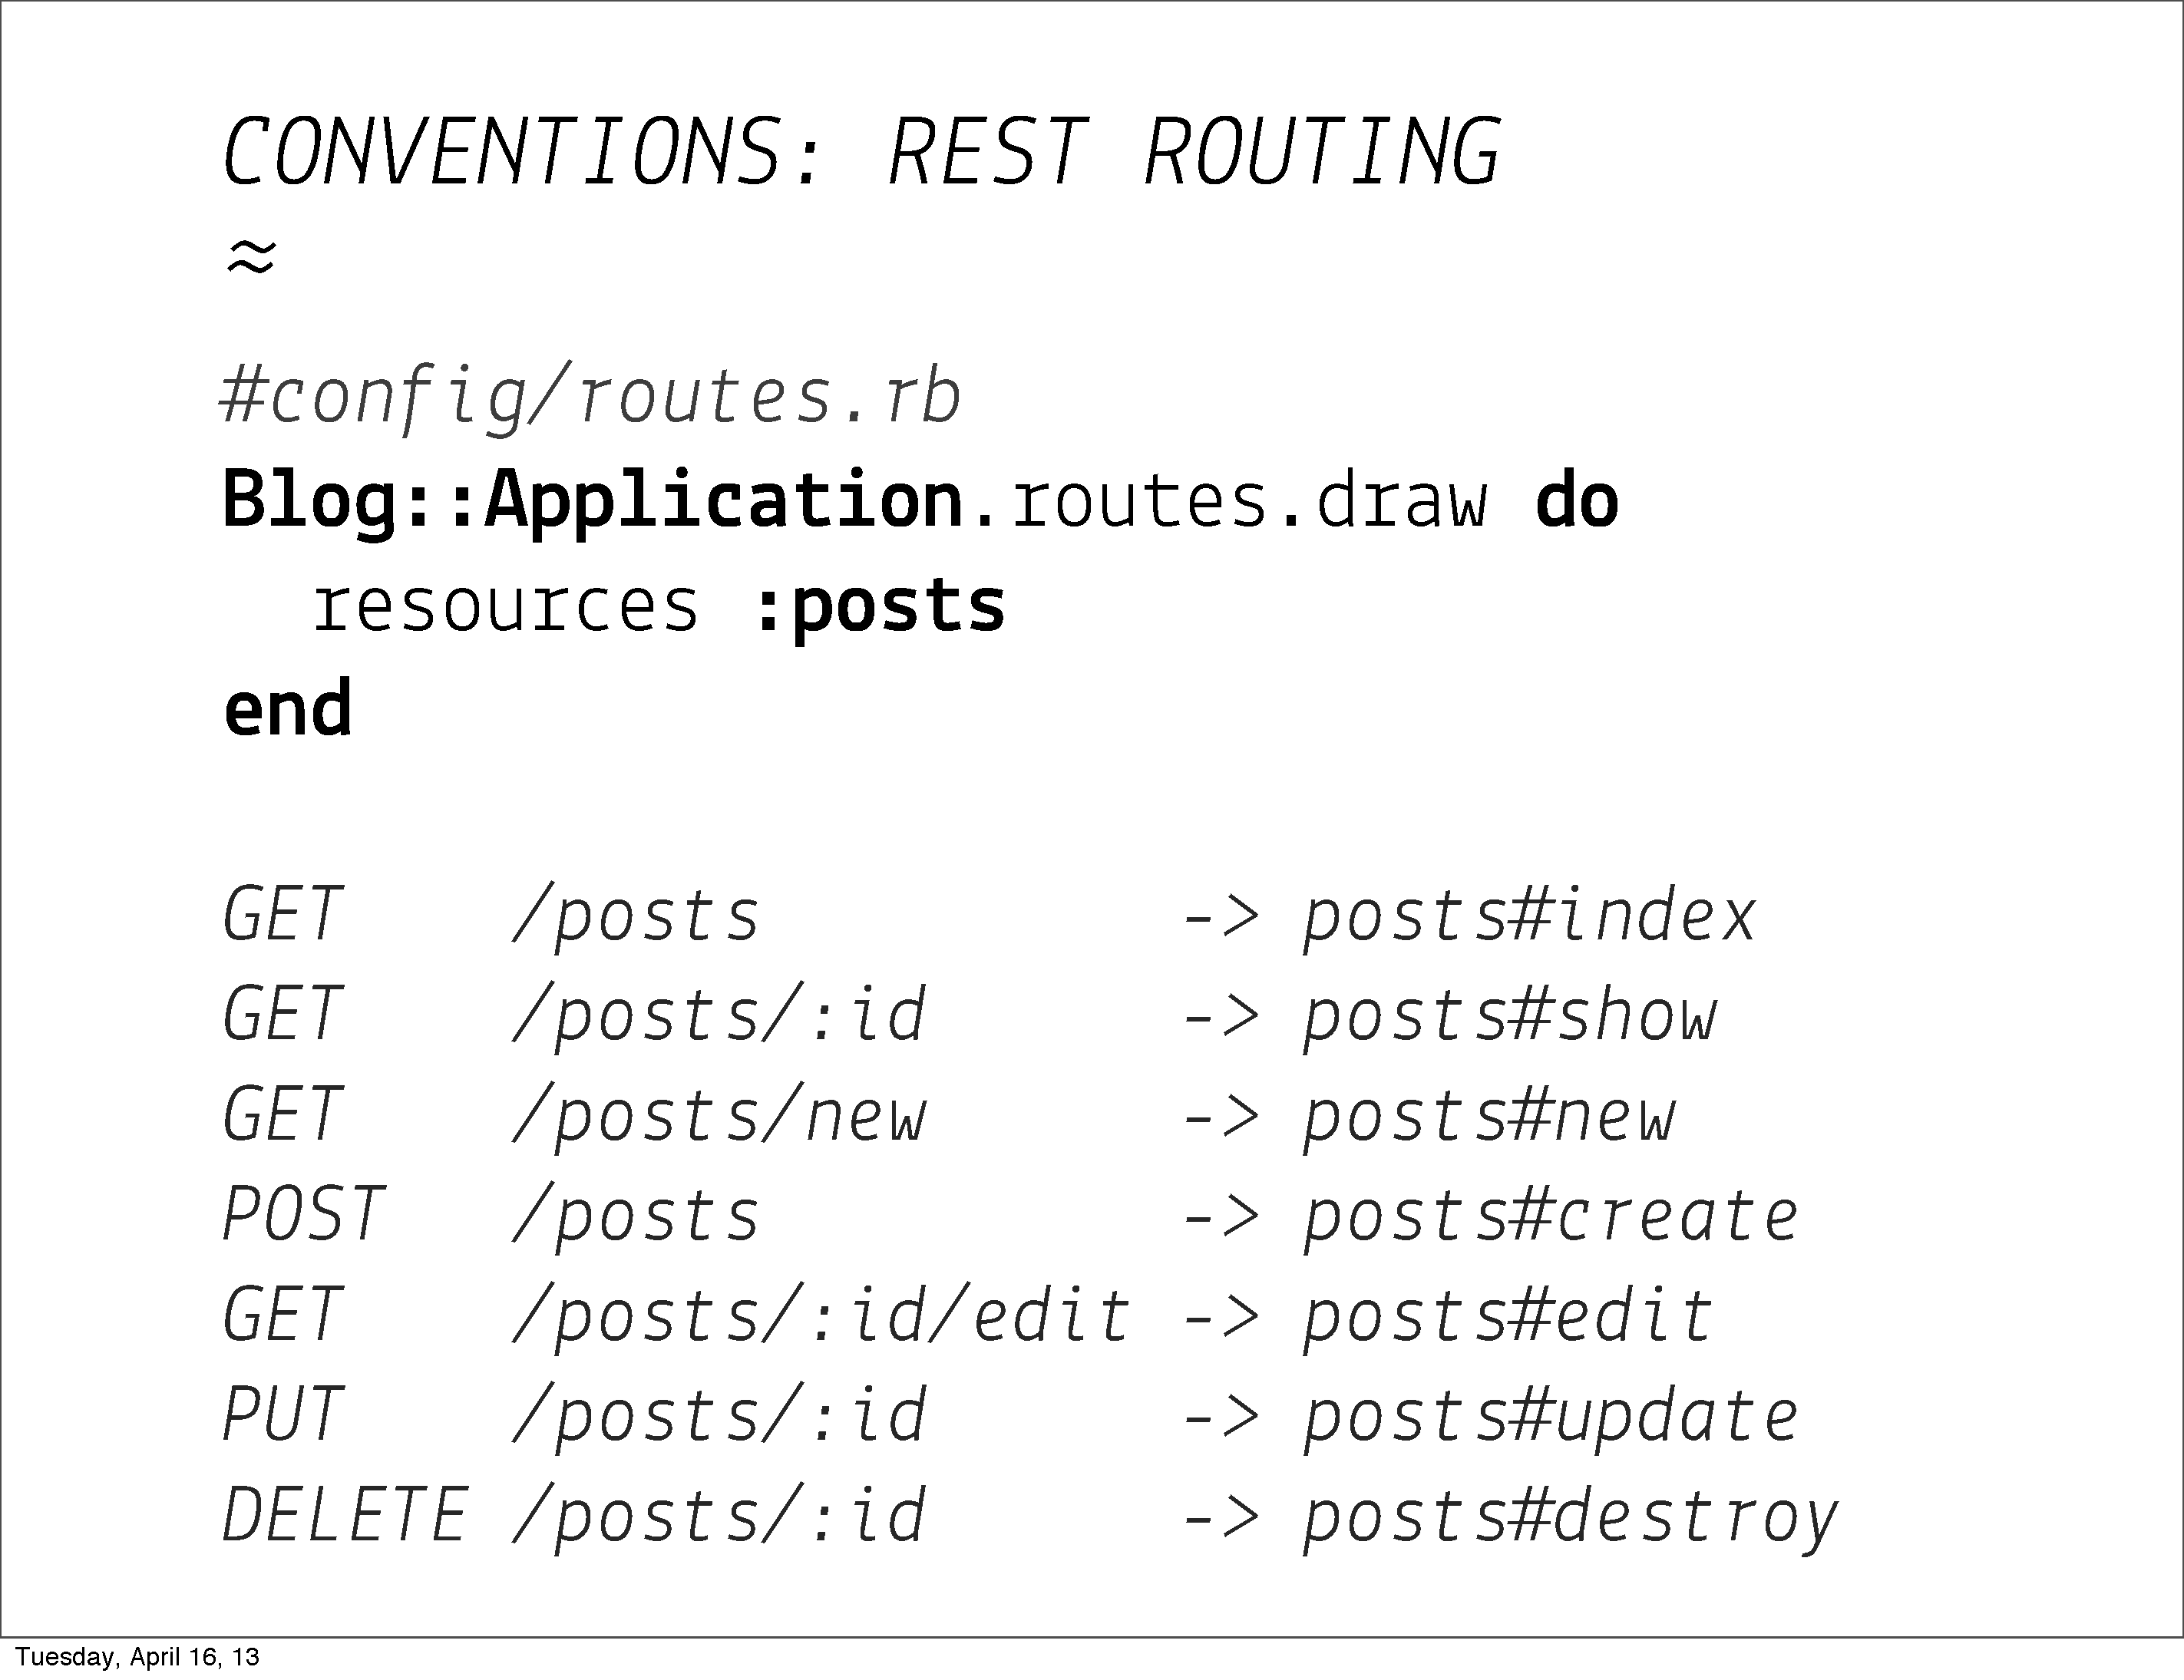 CONVENTIONS: REST ROUTING
≈
#config/routes.rb
Blog::Application.routes.draw do
  resources :posts
end
GET    /posts          -> posts#index
GET    /posts/:id      -> posts#show
GET    /posts/new      -> posts#new
POST   /posts          -> posts#create
GET    /posts/:id/edit -> posts#edit
PUT    /posts/:id      -> posts#update
DELETE /posts/:id      -> posts#destroy
Tuesday, April 16, 13